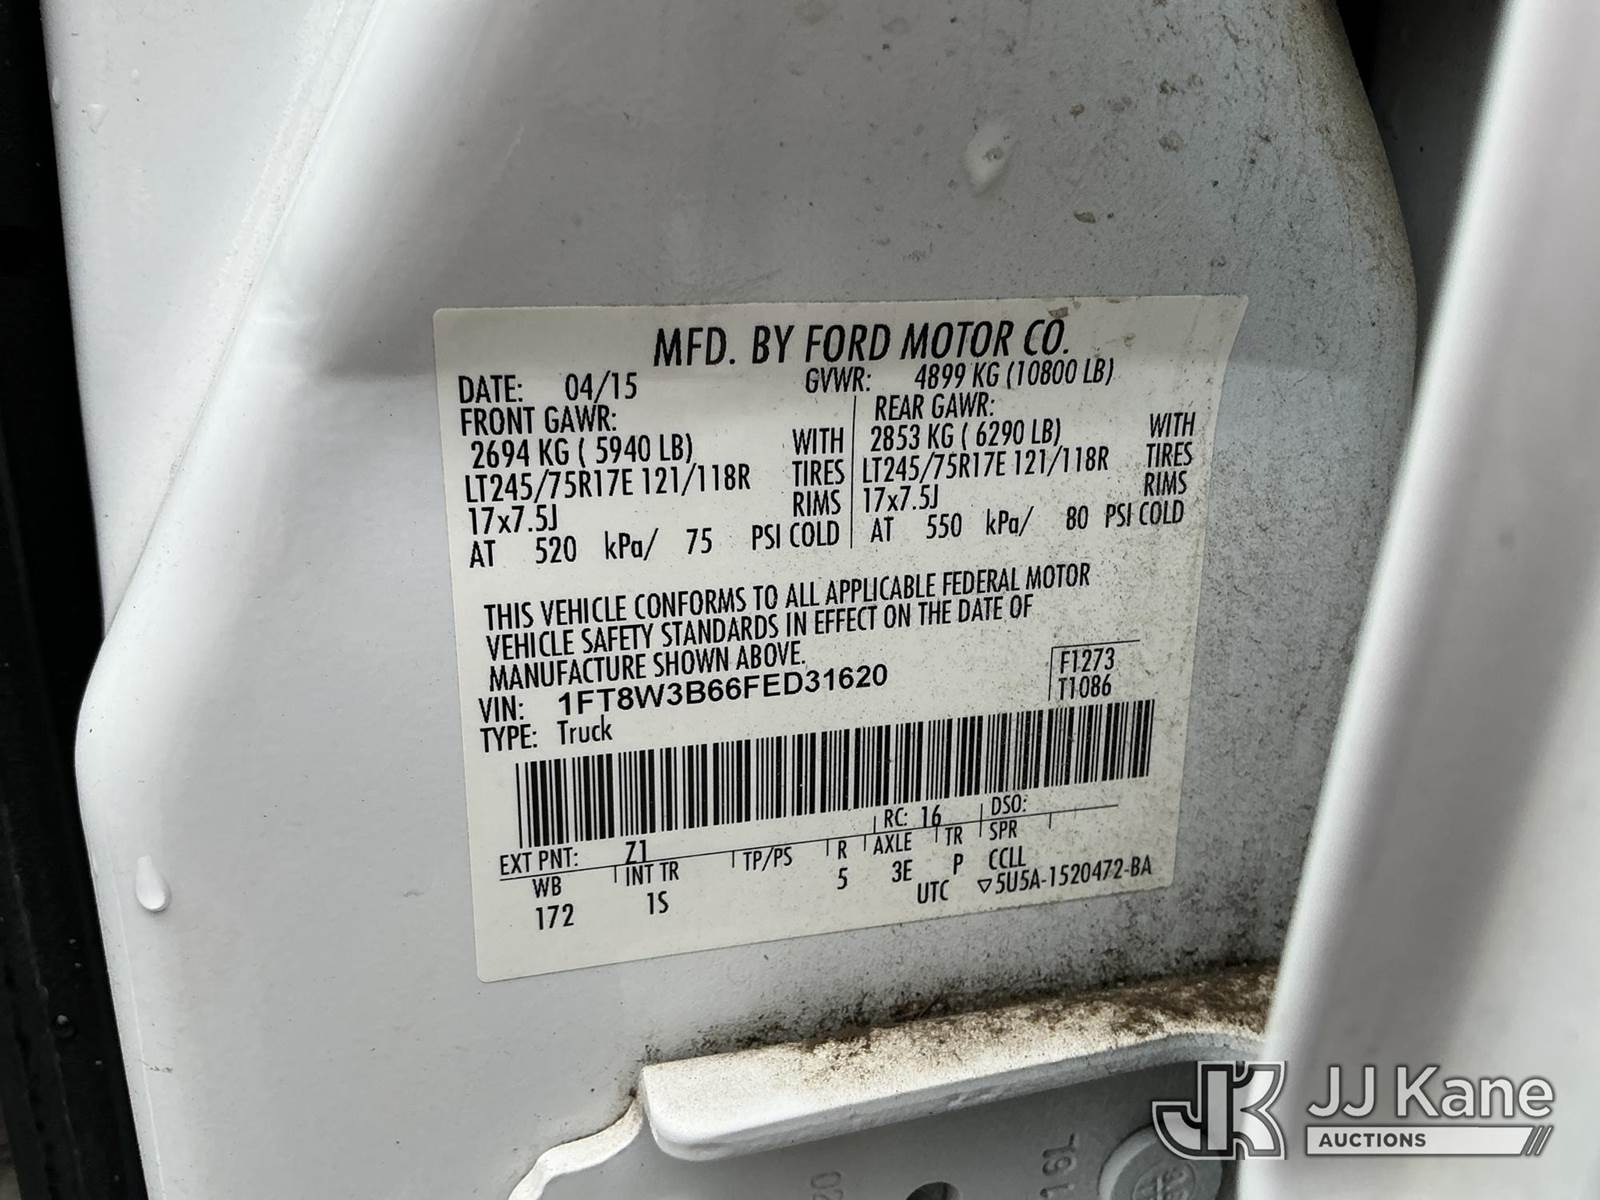 MFD. BY FORD MOTOR CO.
DATE: 04/15 GVWR: 4899 KG (10800 LB)
FRONT GAWR:
2694 KG ( 5940 LB) WITH
LT245/75R17E 121/118R TIRES
17x7.5J RIMS
AT 520 kPa/ 75 PSI COLD
REAR GAWR:
2853 KG ( 6290 LB) WITH
LT245/75R17E 121/118R TIRES
17x7.5J RIMS
AT 550 kPa/ 80 PSI COLD
THIS VEHICLE CONFORMS TO ALL APPLICABLE FEDERAL MOTOR
VEHICLE SAFETY STANDARDS IN EFFECT ON THE DATE OF
MANUFACTURE SHOWN ABOVE.
VIN: 1FT8W3B66FED31620
TYPE: Truck
F1273
T1086
EXT PNT: Z1 RC: 16 DSO:
WB INT TR TP/PS R AXLE TR SPR
172 1S 5 3E P CCLL
UTC ▽5U5A-1520472-BA
16L
JK JJ Kane
AUCTIONS